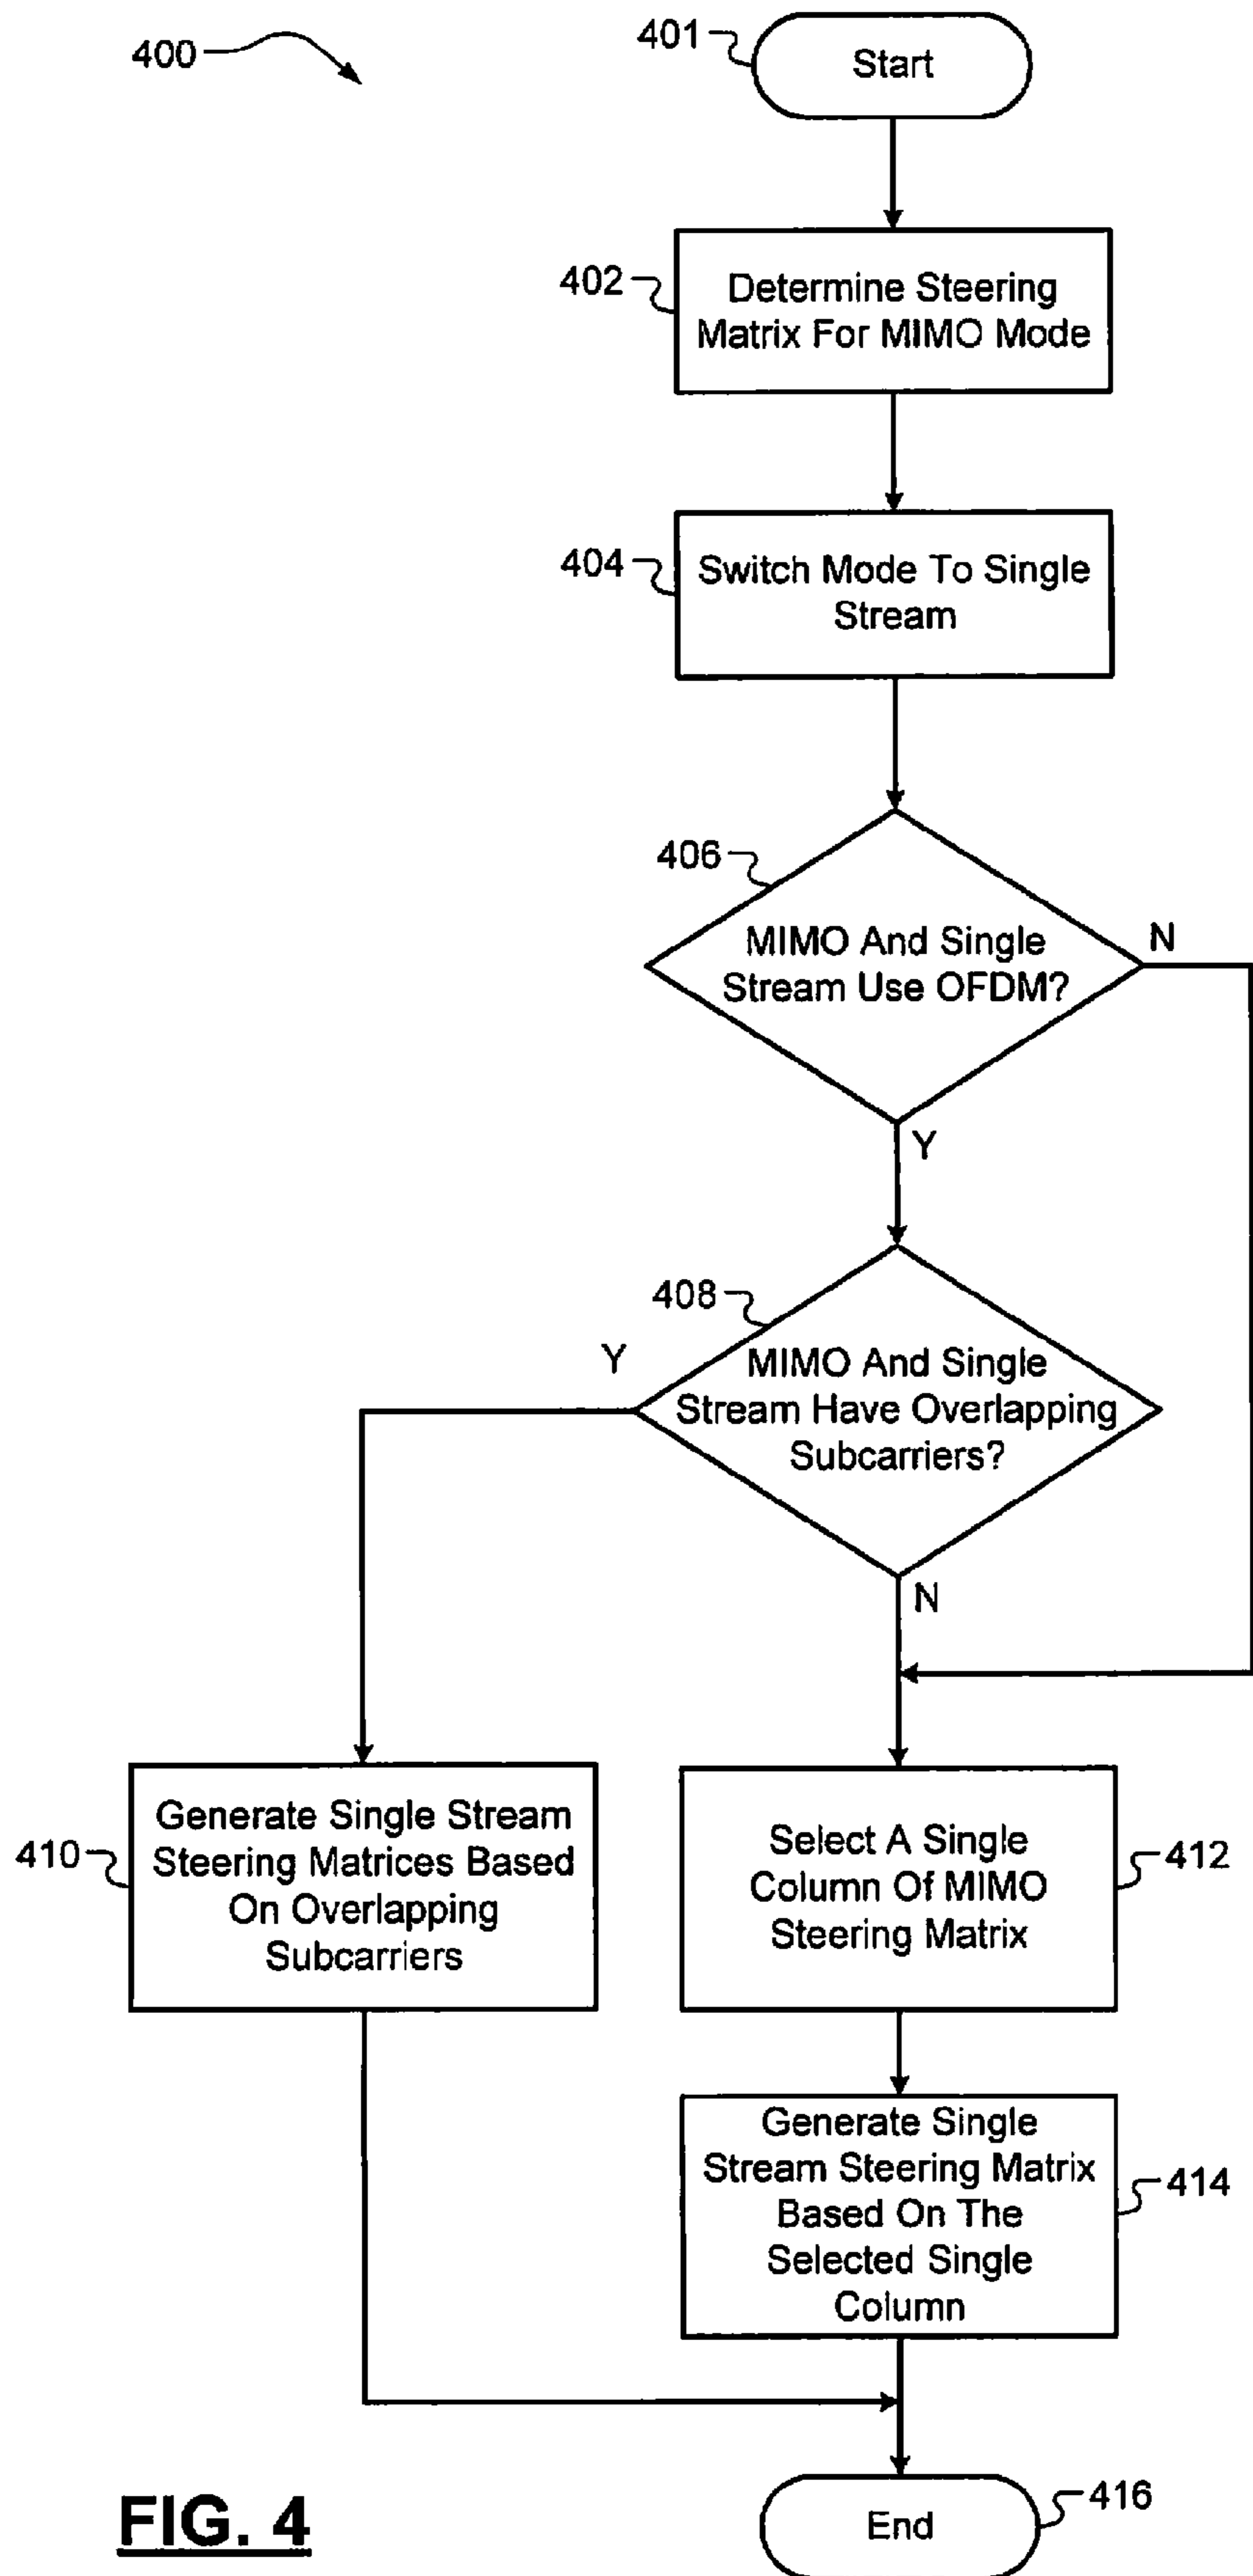 400
401
Start
402
Determine Steering
Matrix For MIMO Mode
404
Switch Mode To Single
Stream
406
MIMO And Single
Stream Use OFDM?
N
Y
408
Y
MIMO And Single
Stream Have Overlapping
Subcarriers?
N
410
Generate Single Stream
Steering Matrices Based
On Overlapping
Subcarriers
Select A Single
Column Of MIMO
Steering Matrix
412
Generate Single
Stream Steering Matrix
Based On The
Selected Single
Column
414
End
416
FIG. 4